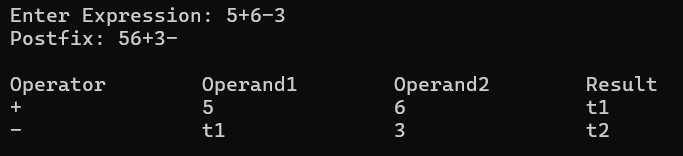 Enter Expression: 5+6-3
Postfix: 56+3-
Operator Operand1 Operand2 Result
+ 5 6 t1
- t1 3 t2